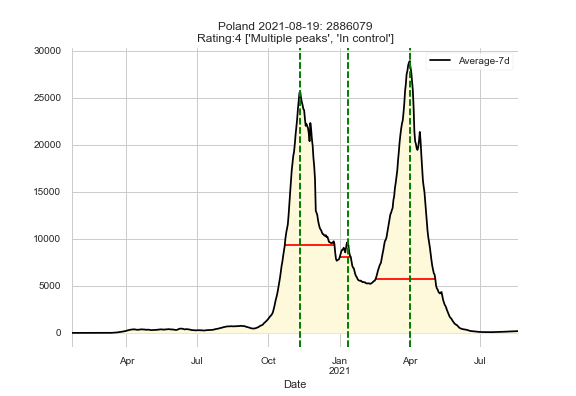 Poland 2021-08-19: 2886079
Rating:4 ['Multiple peaks', 'In control']
Average-7d
30000
25000
20000
15000
10000
5000
0
Apr
Jul
Oct
Jan
2021
Apr
Jul
Date